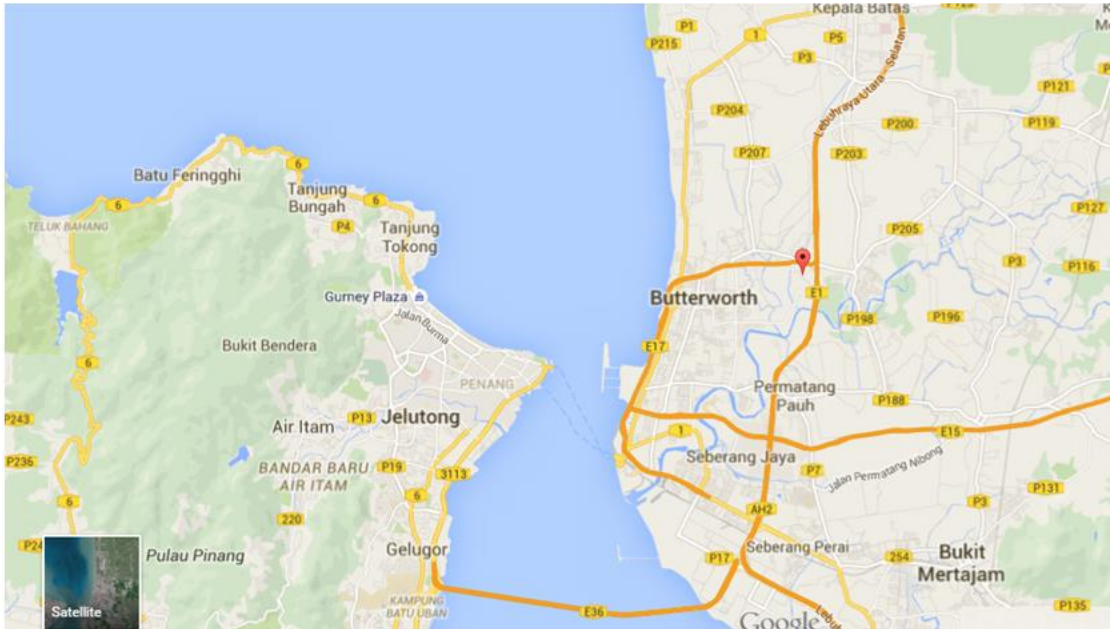 Kepala Batas
P1
P215
1
P5
P3
Lebuhraya Utara - Selatan
P121
P204
P200
P119
P207
P203
Batu Feringghi
6
Tanjung
Bungah
6
P4
Tanjung
Tokong
TELUK BAHANG
P205
P127
P3
P116
Gurney Plaza
Butterworth
E1
Jalan Burma
P198
P196
Bukit Bendera
E17
6
PENANG
Permatang
Pauh
P188
P243
P13
Jelutong
Air Itam
1
E15
P236
BANDAR BARU
AIR ITAM
P19
3113
Seberang Jaya
P7
Jalan Permatang Nibong
6
6
P131
220
AH2
P3
Pulau Pinang
Gelugor
P17
Seberang Perai
254
Bukit
Mertajam
Satellite
KAMPUNG
BATU UBAN
E36
Google
P135